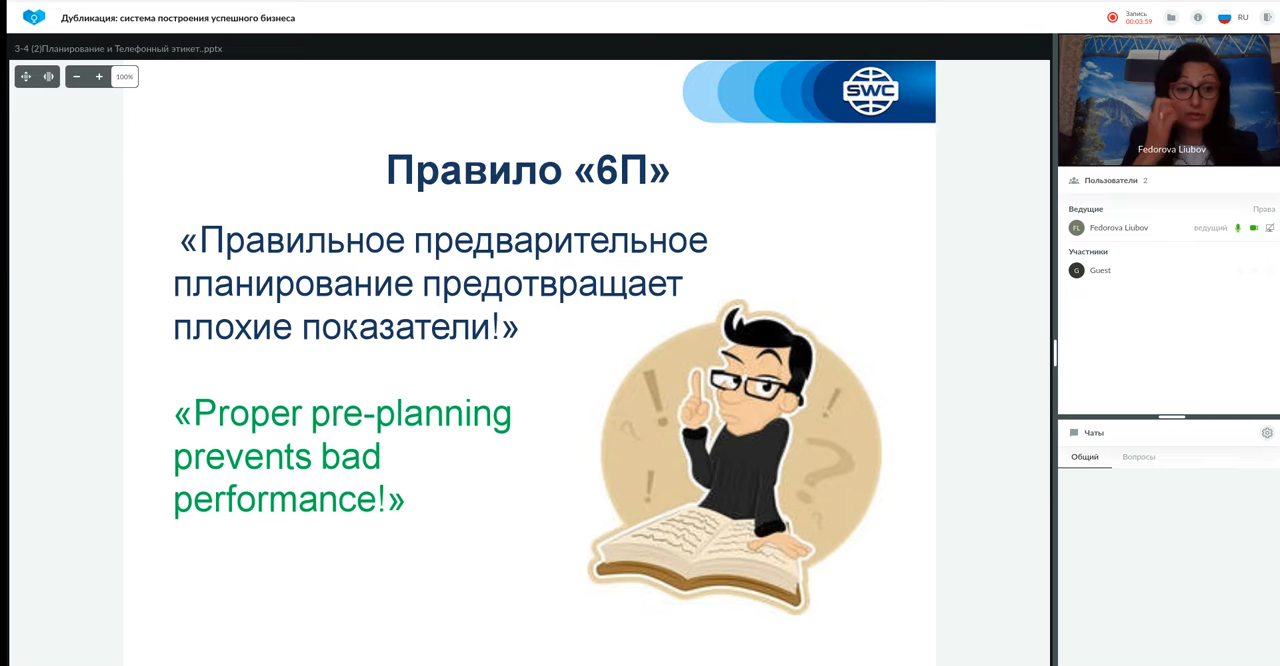 Дубликация: система построения успешного бизнеса
Запись
00:03:59
RU
3-4 (2)Планирование и Телефонный этикет..pptx
100%
SWC
Правило «6П»
«Правильное предварительное
планирование предотвращает
плохие показатели!»
«Proper pre-planning
prevents bad
performance!»
Fedorova Liubov
Пользователи 2
Ведущие Права
FL Fedorova Liubov ведущий
Участники
G Guest
Чаты
Общий Вопросы